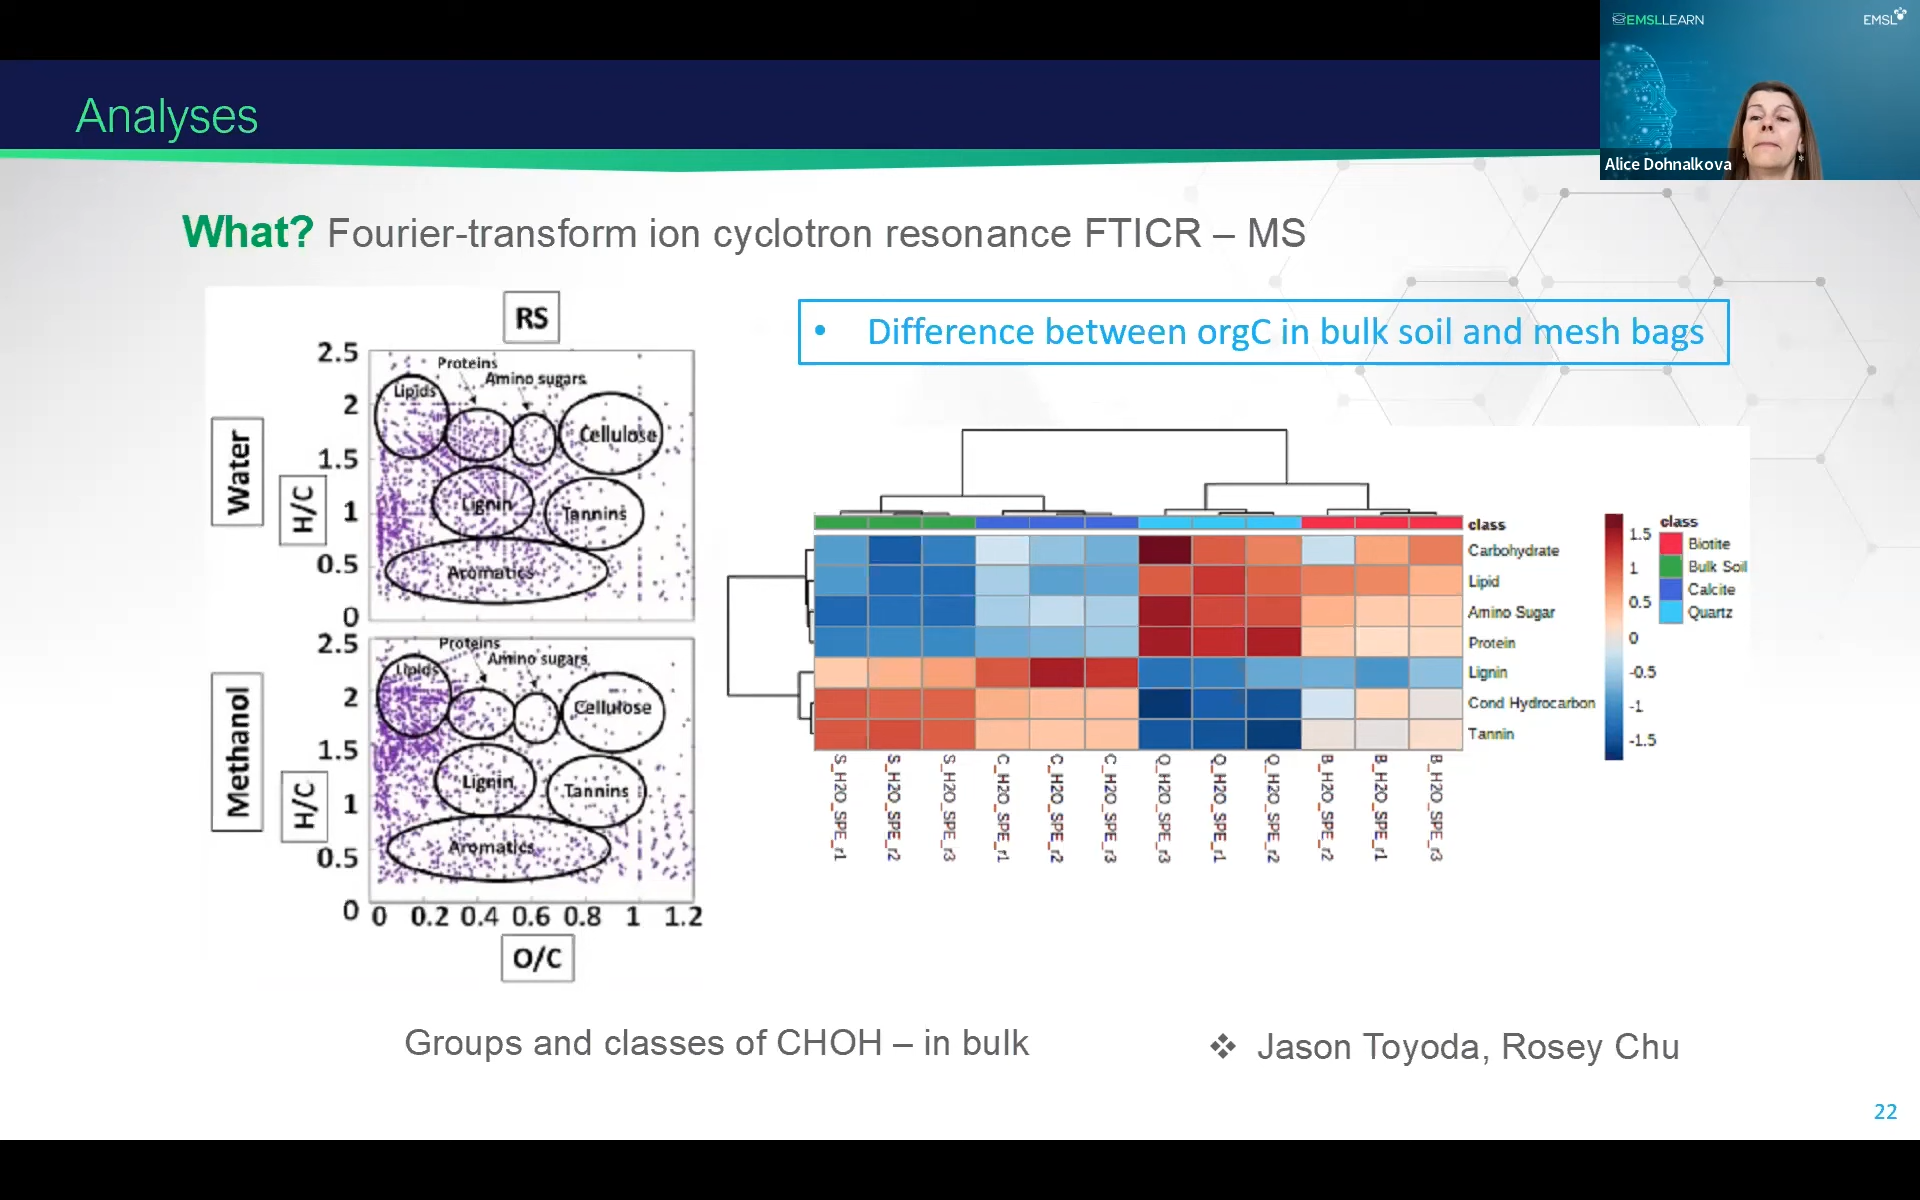 EMSLLEARN
EMSL
Alice Dohnalkova
Analyses
What? Fourier-transform ion cyclotron resonance FTICR – MS
RS
Water
H/C
2.5
2
1.5
1
0.5
0
Proteins
Amino sugars
Lipids
Cellulose
Lignin
Tannins
Aromatics
Methanol
H/C
2.5
2
1.5
1
0.5
0
Proteins
Amino sugars
Lipids
Cellulose
Lignin
Tannins
Aromatics
0 0.2 0.4 0.6 0.8 1 1.2
O/C
• Difference between orgC in bulk soil and mesh bags
class
Carbohydrate
Lipid
Amino Sugar
Protein
Lignin
Cond Hydrocarbon
Tannin
S_H2O_SPE_r1
S_H2O_SPE_r2
S_H2O_SPE_r3
C_H2O_SPE_r1
C_H2O_SPE_r2
C_H2O_SPE_r3
Q_H2O_SPE_r3
Q_H2O_SPE_r1
Q_H2O_SPE_r2
B_H2O_SPE_r2
B_H2O_SPE_r1
B_H2O_SPE_r3
1.5
1
0.5
0
-0.5
-1
-1.5
class
Biotite
Bulk Soil
Calcite
Quartz
Groups and classes of CHOH – in bulk
❖ Jason Toyoda, Rosey Chu
22